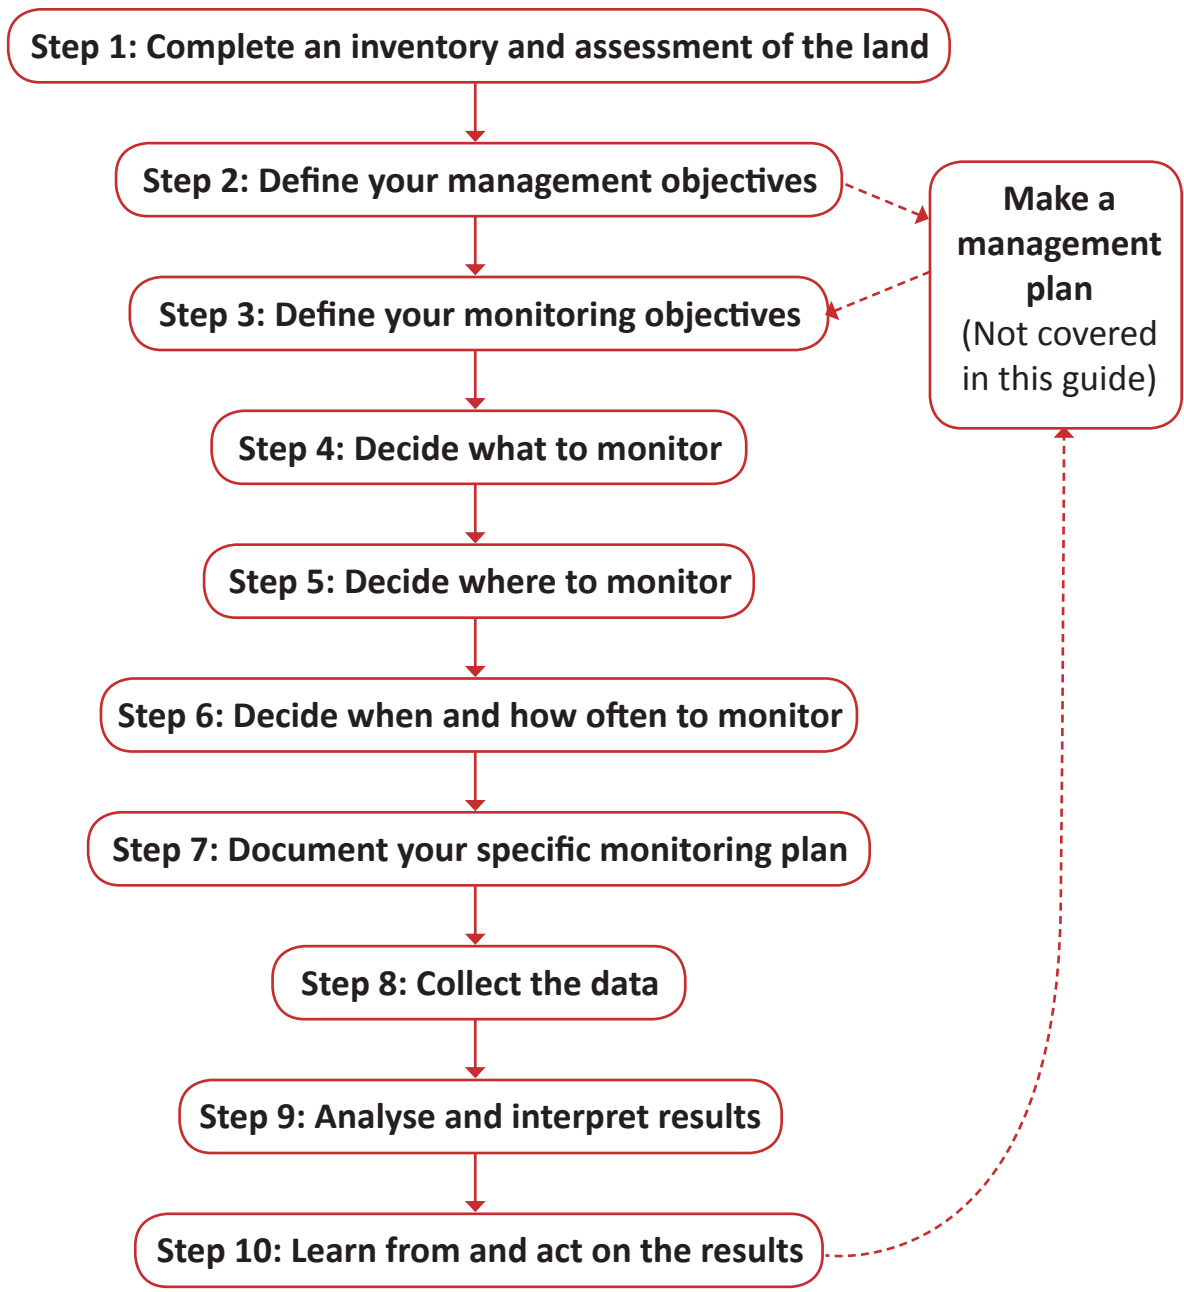 Step 1: Complete an inventory and assessment of the land
Step 2: Define your management objectives
Make a
management
plan
(Not covered
in this guide)
Step 3: Define your monitoring objectives
Step 4: Decide what to monitor
Step 5: Decide where to monitor
Step 6: Decide when and how often to monitor
Step 7: Document your specific monitoring plan
Step 8: Collect the data
Step 9: Analyse and interpret results
Step 10: Learn from and act on the results